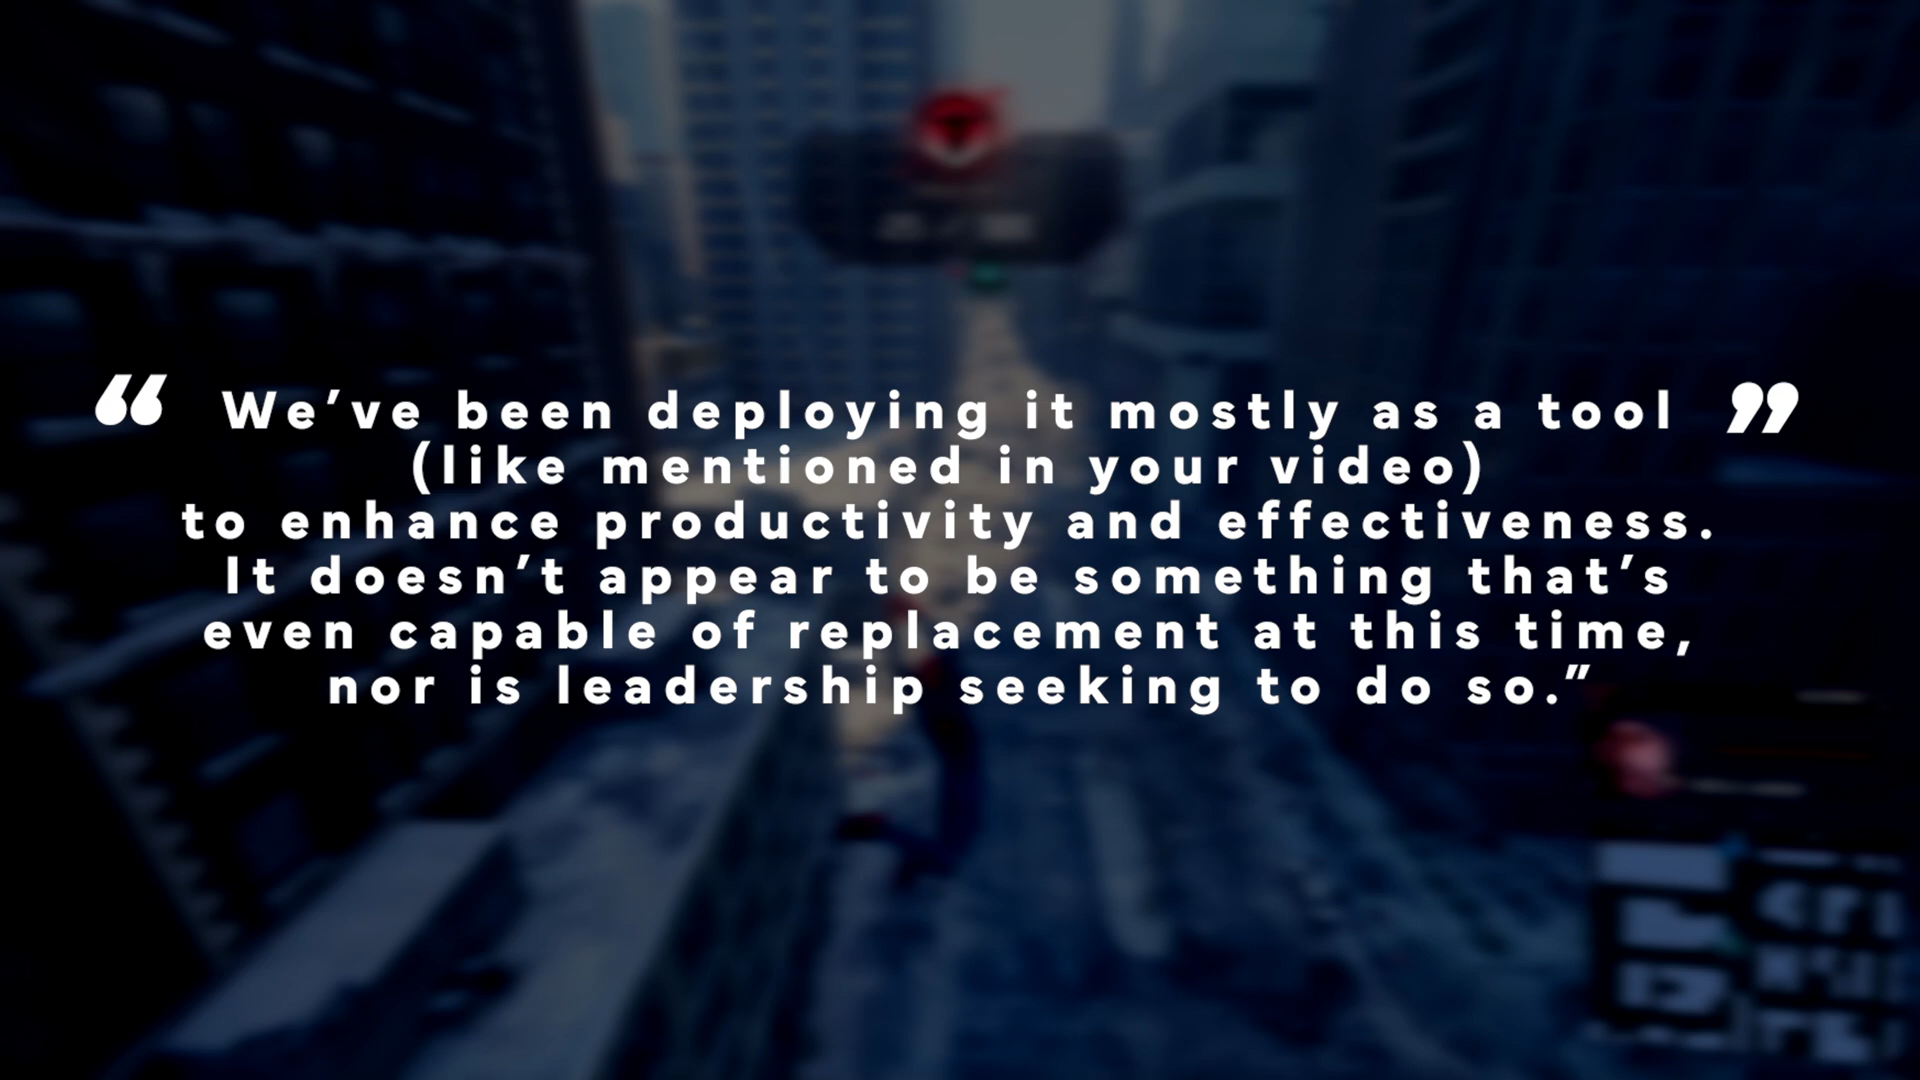 “ We’ve been deploying it mostly as a tool ”
(like mentioned in your video)
to enhance productivity and effectiveness.
It doesn’t appear to be something that’s
even capable of replacement at this time,
nor is leadership seeking to do so.”